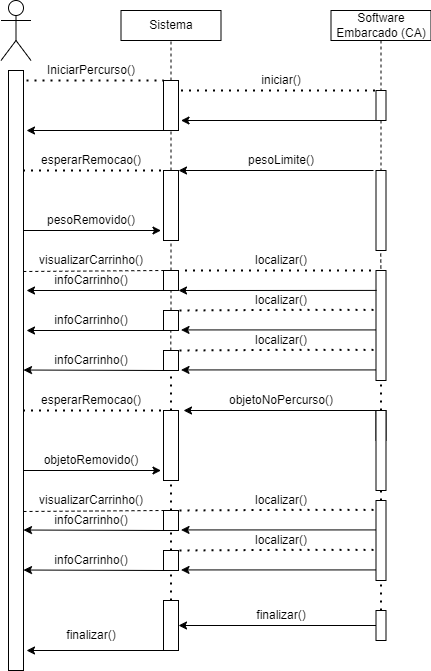 Sistema
Software
Embarcado (CA)
IniciarPercurso()
iniciar()
esperarRemocao()
pesoLimite()
pesoRemovido()
visualizarCarrinho()
localizar()
infoCarrinho()
localizar()
infoCarrinho()
localizar()
infoCarrinho()
esperarRemocao()
objetoNoPercurso()
objetoRemovido()
visualizarCarrinho()
localizar()
infoCarrinho()
localizar()
infoCarrinho()
finalizar()
finalizar()